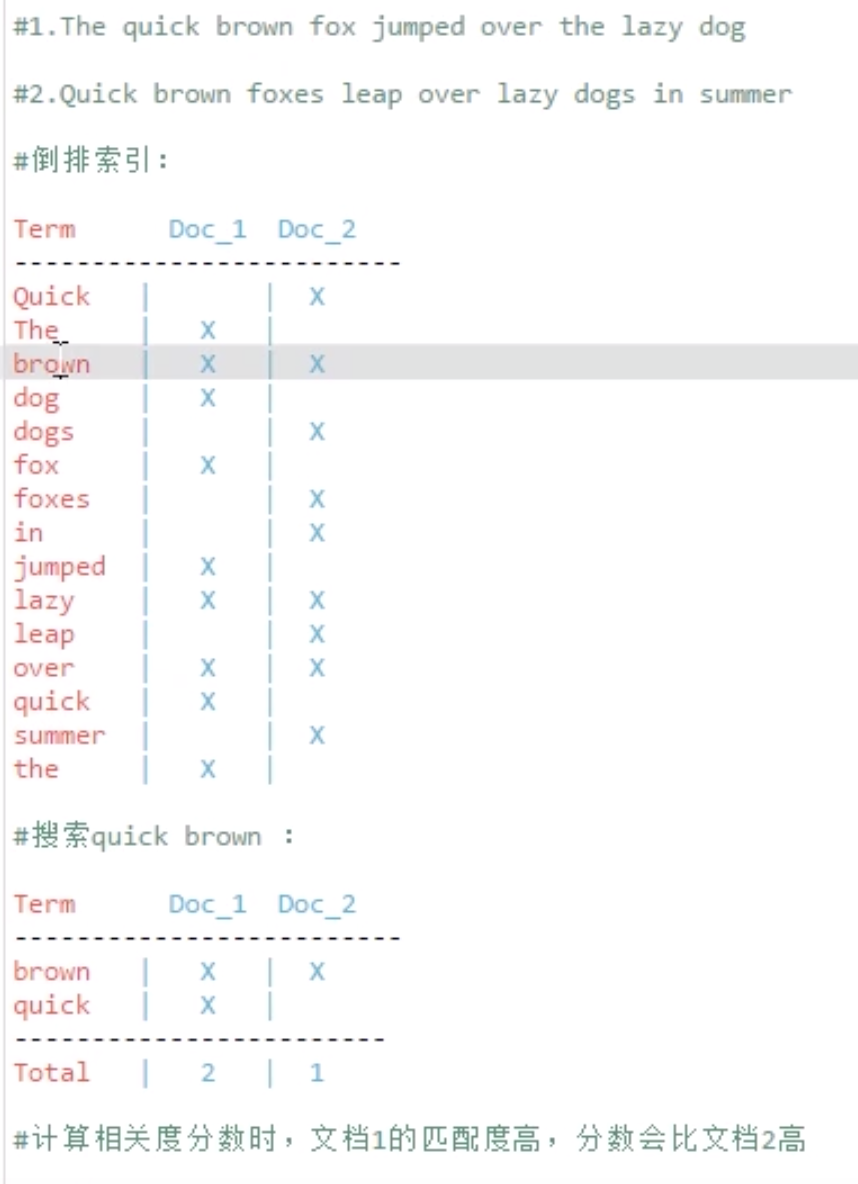 #1.The quick brown fox jumped over the lazy dog
#2.Quick brown foxes leap over lazy dogs in summer
#倒排索引：
Term      Doc_1  Doc_2
-------------------------
Quick   |       |  X
The     |   X   |
brown   |   X   |  X
dog     |   X   |
dogs    |       |  X
fox     |   X   |
foxes   |       |  X
in      |       |  X
jumped  |   X   |
lazy    |   X   |  X
leap    |       |  X
over    |   X   |  X
quick   |   X   |
summer  |       |  X
the     |   X   |
#搜索quick brown ：
Term      Doc_1  Doc_2
-------------------------
brown   |   X   |  X
quick   |   X   |
------------------------
Total   |   2   |  1
#计算相关度分数时，文档1的匹配度高，分数会比文档2高